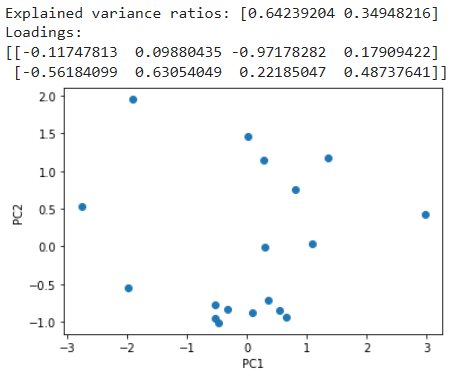 Explained variance ratios: [0.64239204 0.34948216]
Loadings:
[[-0.11747813  0.09880435 -0.97178282  0.17909422]
 [-0.56184099  0.63054049  0.22185047  0.48737641]]
2.0
1.5
1.0
0.5
0.0
−0.5
−1.0
PC2
−3 −2 −1 0 1 2 3
PC1